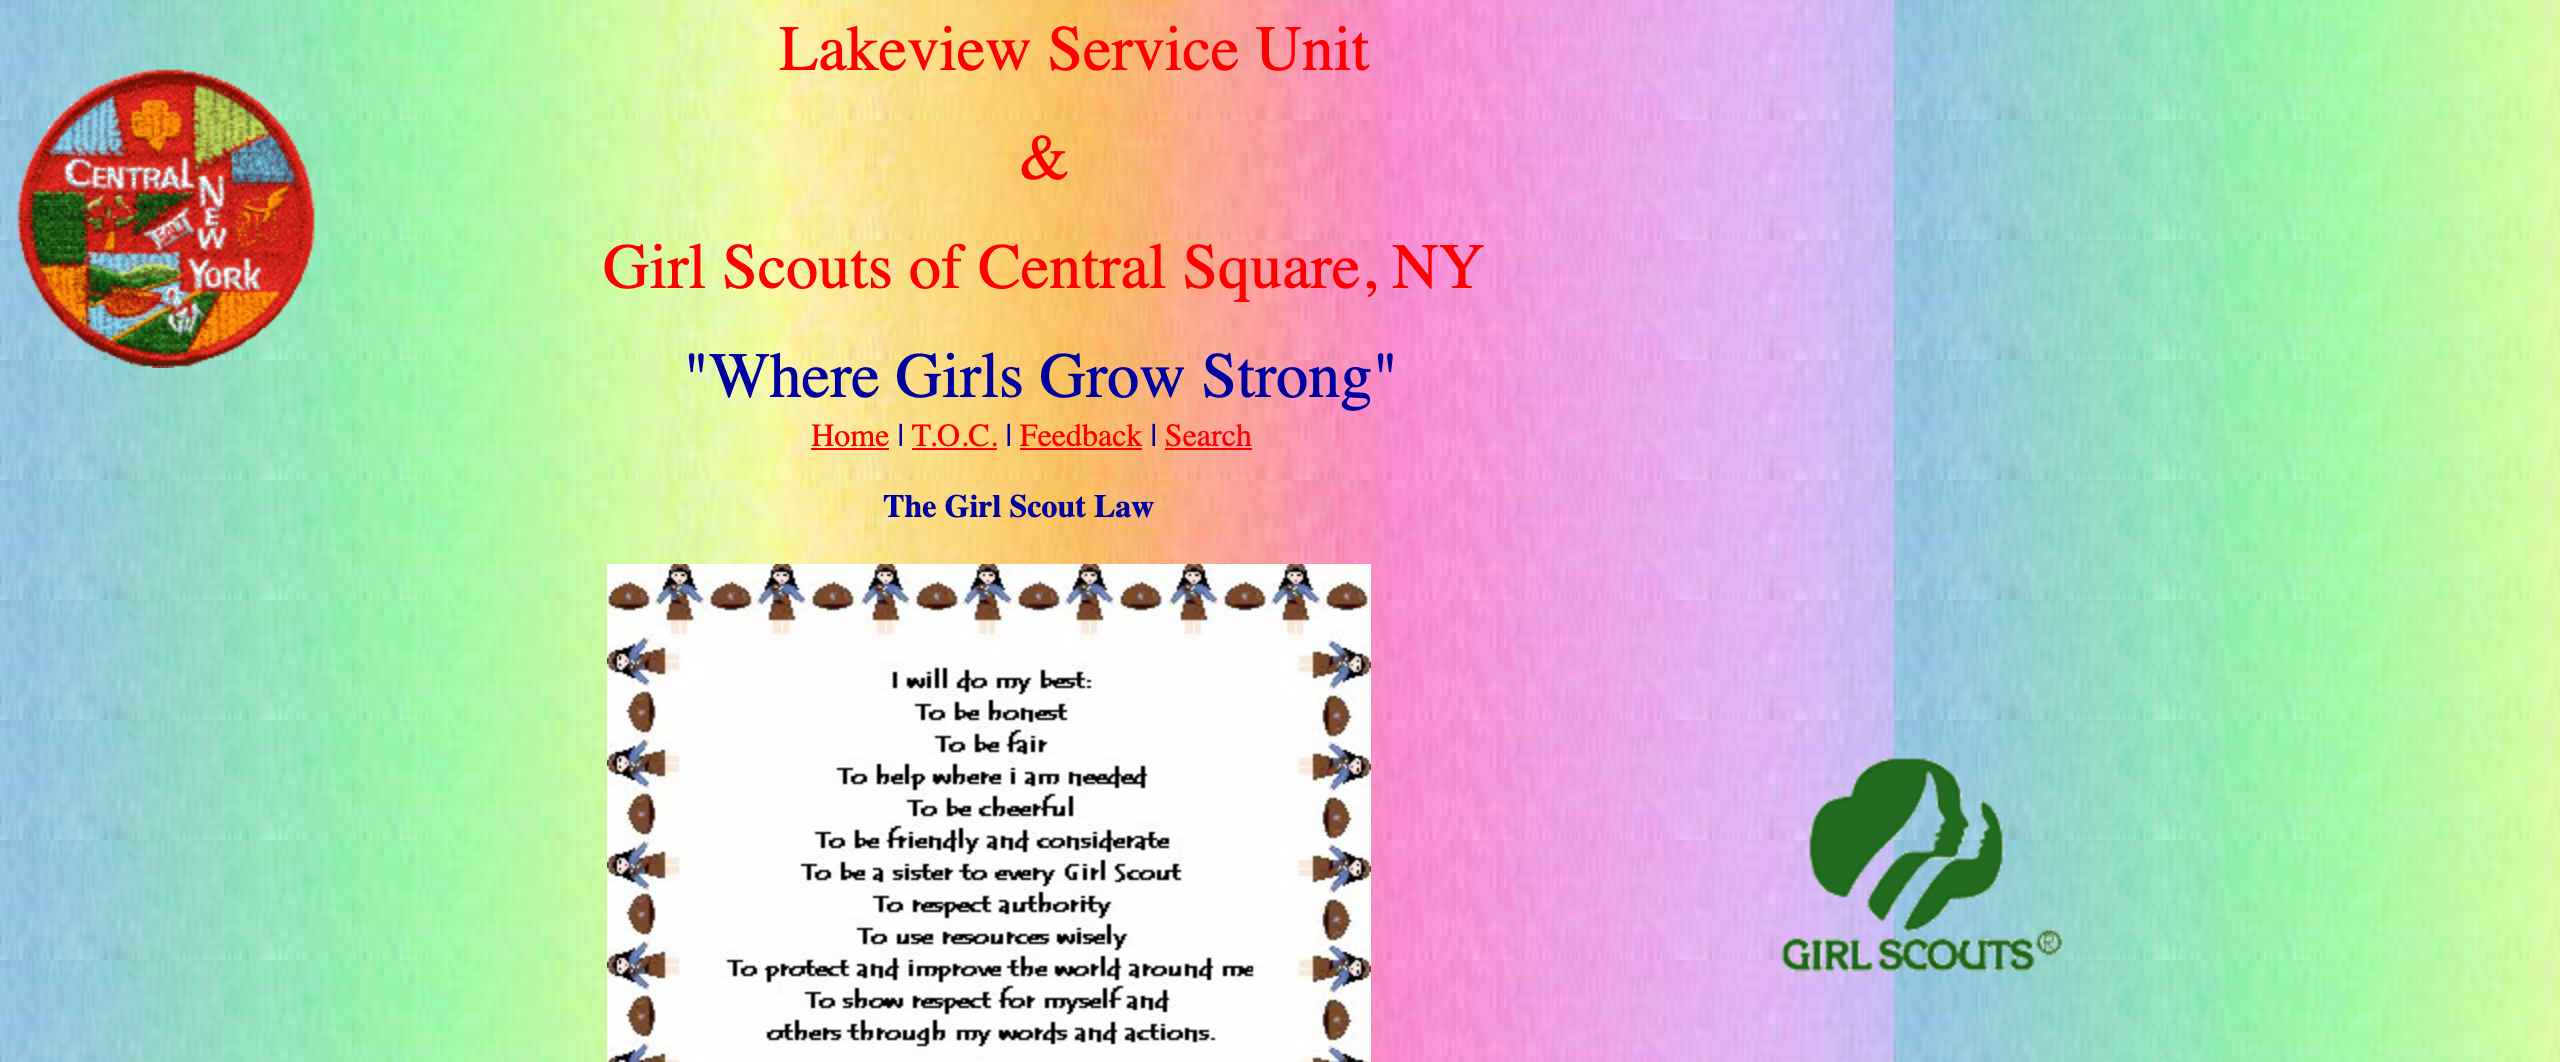 Lakeview Service Unit
&
Girl Scouts of Central Square, NY
"Where Girls Grow Strong"
Home | T.O.C. | Feedback | Search
The Girl Scout Law
CENTRAL
NEW
YORK
I will do my best:
To be honest
To be fair
To help where i am needed
To be cheerful
To be friendly and considerate
To be a sister to every Girl Scout
To respect authority
To use resources wisely
To protect and improve the world around me
To show respect for myself and
others through my words and actions.
GIRL SCOUTS®